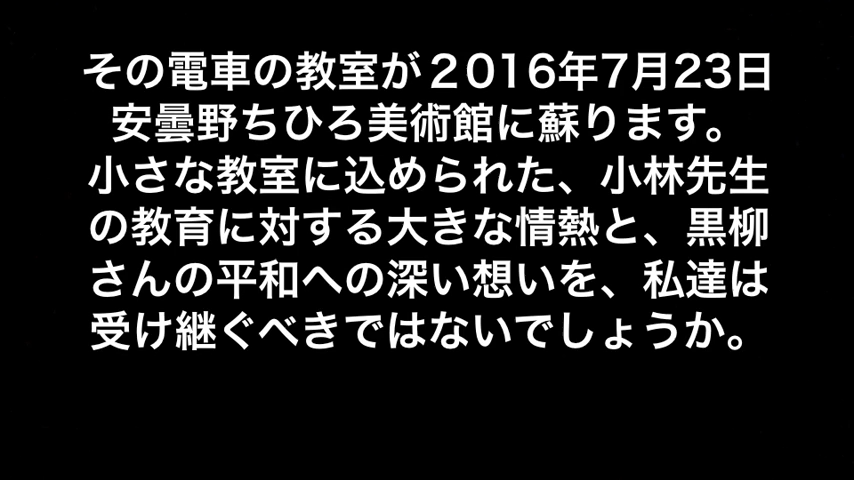 その電車の教室が２016年7月23日
安曇野ちひろ美術館に蘇ります。
小さな教室に込められた、小林先生
の教育に対する大きな情熱と、黒柳
さんの平和への深い想いを、私達は
受け継ぐべきではないでしょうか。